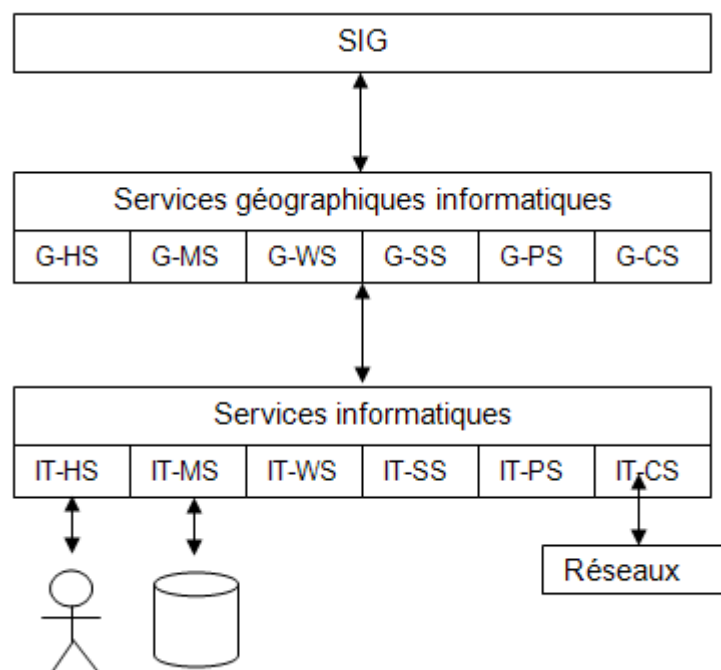 SIG
Services géographiques informatiques
G-HS G-MS G-WS G-SS G-PS G-CS
Services informatiques
IT-HS IT-MS IT-WS IT-SS IT-PS IT-CS
Réseaux